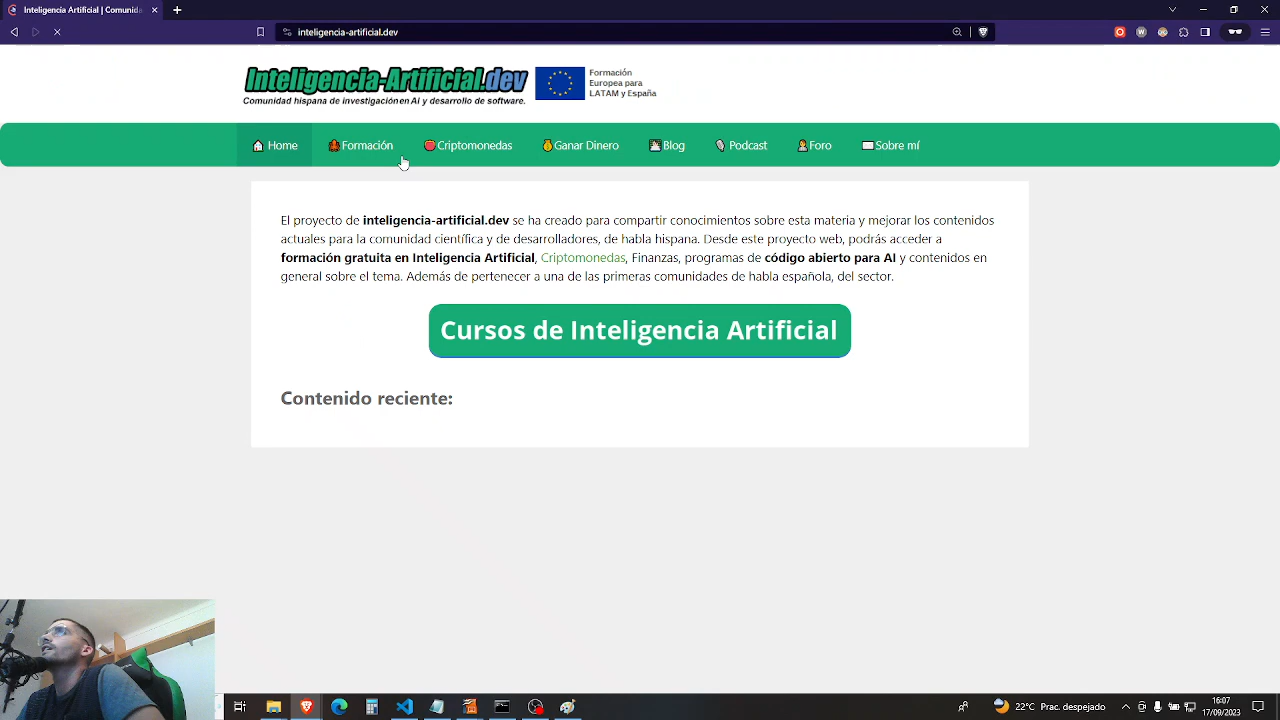 Inteligencia Artificial | Comunida
inteligencia-artificial.dev
Inteligencia-Artificial.dev
Comunidad hispana de investigación en AI y desarrollo de software.
Formación
Europea para
LATAM y España
Home Formación Criptomonedas Ganar Dinero Blog Podcast Foro Sobre mí
El proyecto de inteligencia-artificial.dev se ha creado para compartir conocimientos sobre esta materia y mejorar los contenidos
actuales para la comunidad científica y de desarrolladores, de habla hispana. Desde este proyecto web, podrás acceder a
formación gratuita en Inteligencia Artificial, Criptomonedas, Finanzas, programas de código abierto para AI y contenidos en
general sobre el tema. Además de pertenecer a una de las primeras comunidades de habla española, del sector.
Cursos de Inteligencia Artificial
Contenido reciente:
22°C Prac. despejado
16:07
17/09/2023